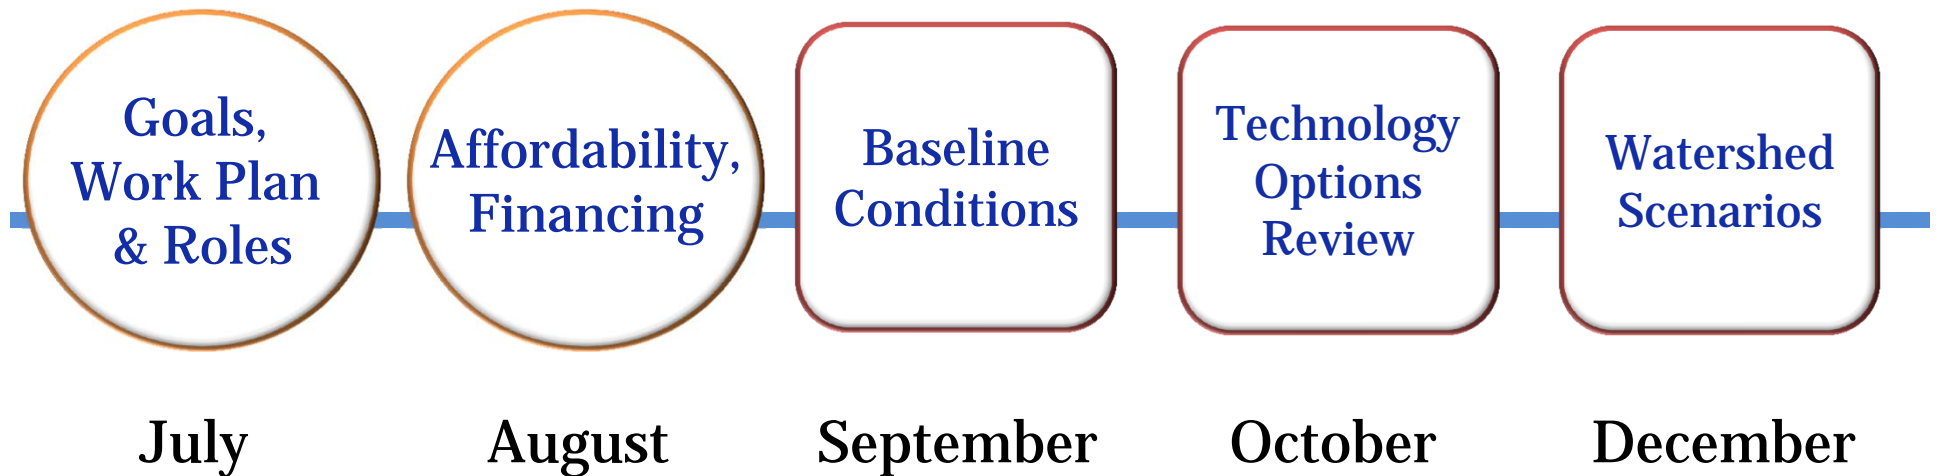 Goals,
Work Plan
& Roles
Affordability,
Financing
Baseline
Conditions
Technology
Options
Review
Watershed
Scenarios
July
August
September
October
December